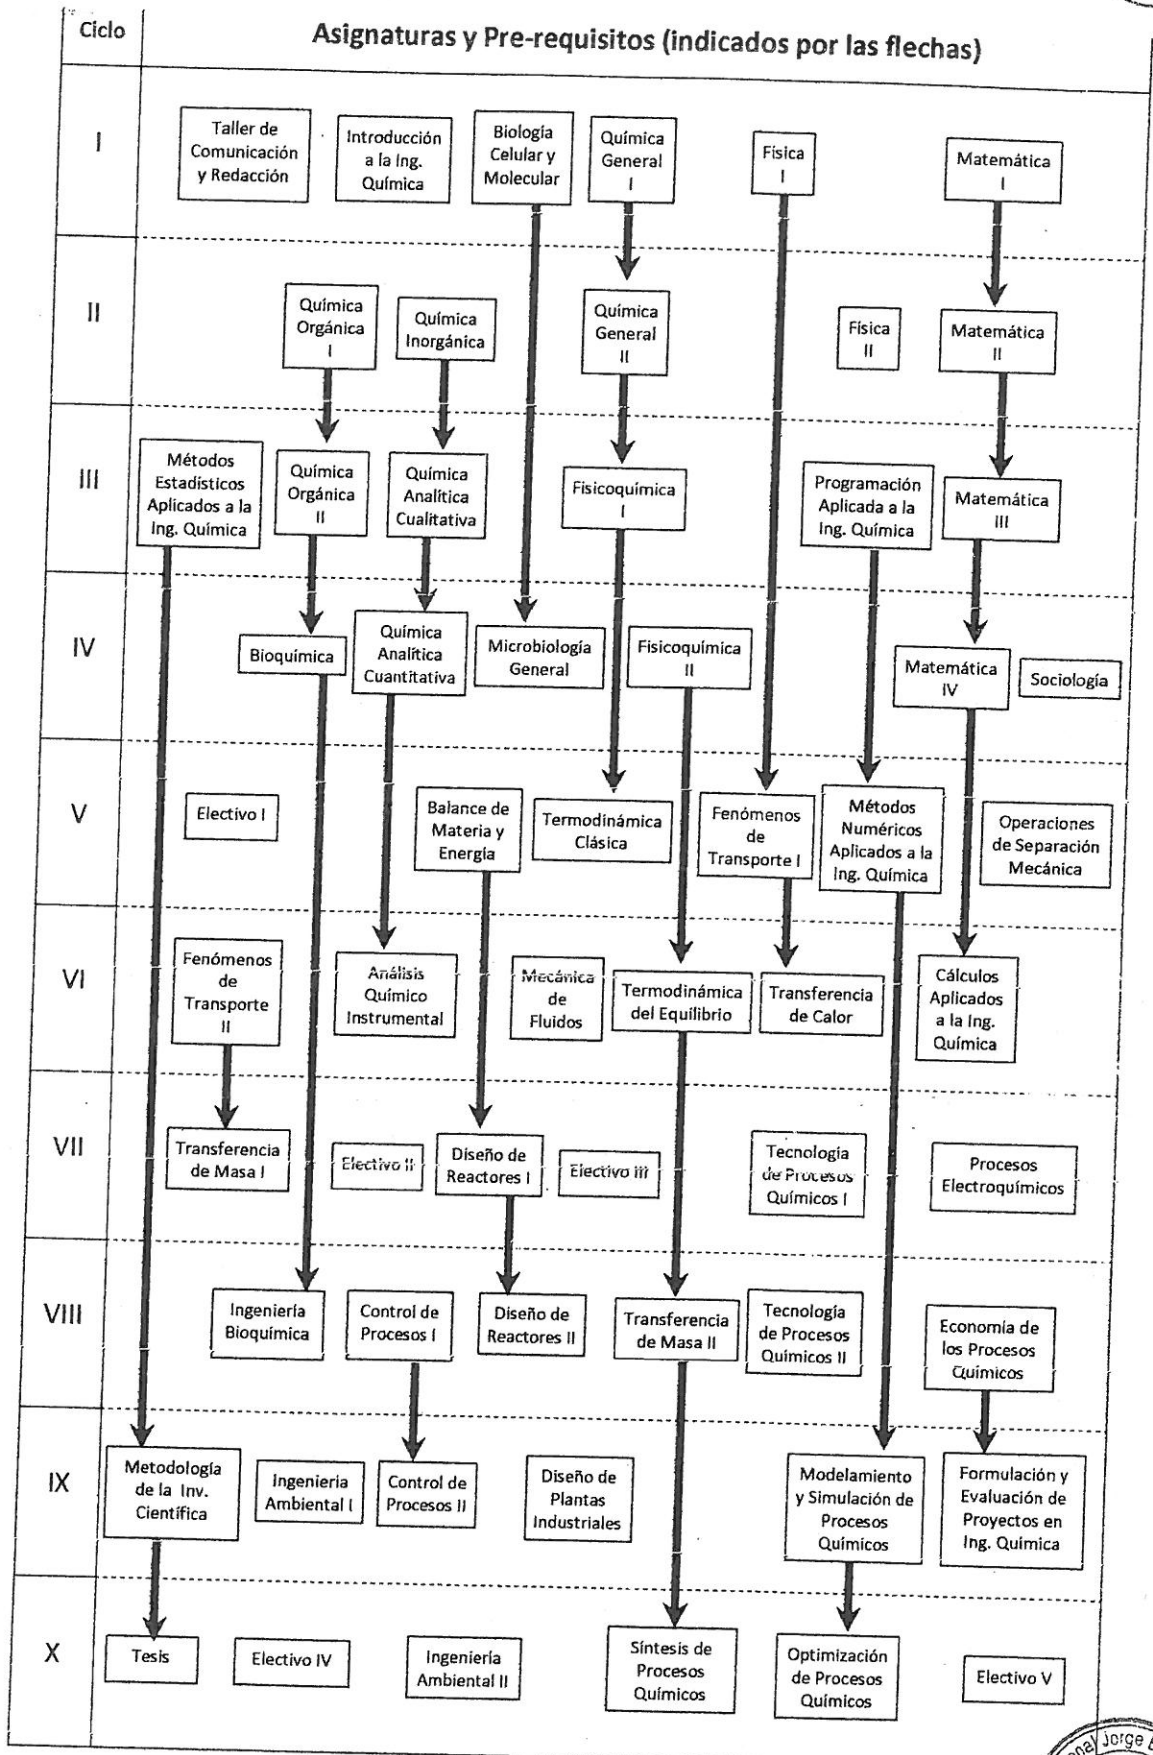 Ciclo
Asignaturas y Pre-requisitos (indicados por las flechas)
I
Taller de
Comunicación
y Redacción
Introducción
a la Ing.
Química
Biología
Celular y
Molecular
Química
General
I
Física
I
Matemática
I
II
Química
Orgánica
I
Química
Inorgánica
Química
General
II
Física
II
Matemática
II
III
Métodos
Estadísticos
Aplicados a la
Ing. Química
Química
Orgánica
II
Química
Analítica
Cualitativa
Fisicoquímica
I
Programación
Aplicada a la
Ing. Química
Matemática
III
IV
Bioquímica
Química
Analítica
Cuantitativa
Microbiología
General
Fisicoquímica
II
Matemática
IV
Sociología
V
Electivo I
Balance de
Materia y
Energía
Termodinámica
Clásica
Fenómenos
de
Transporte I
Métodos
Numéricos
Aplicados a la
Ing. Química
Operaciones
de Separación
Mecánica
VI
Fenómenos
de
Transporte
II
Análisis
Químico
Instrumental
Mecánica
de
Fluidos
Termodinámica
del Equilibrio
Transferencia
de Calor
Cálculos
Aplicados
a la Ing.
Química
VII
Transferencia
de Masa I
Electivo II
Diseño de
Reactores I
Electivo III
Tecnología
de Procesos
Químicos I
Procesos
Electroquímicos
VIII
Ingeniería
Bioquímica
Control de
Procesos I
Diseño de
Reactores II
Transferencia
de Masa II
Tecnología
de Procesos
Químicos II
Economía de
los Procesos
Químicos
IX
Metodología
de la Inv.
Científica
Ingenieria
Ambiental I
Control de
Procesos II
Diseño de
Plantas
Industriales
Modelamiento
y Simulación de
Procesos
Químicos
Formulación y
Evaluación de
Proyectos en
Ing. Química
X
Tesis
Electivo IV
Ingeniería
Ambiental II
Síntesis de
Procesos
Químicos
Optimización
de Procesos
Químicos
Electivo V
Jorge